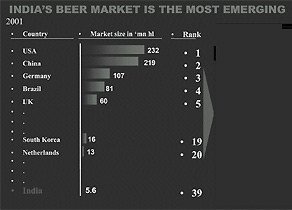 INDIA'S BEER MARKET IS THE MOST EMERGING
2001
• Country • Market size in 'mn hl • Rank
• USA 232 • 1
• China 219 • 2
• Germany 107 • 3
• Brazil 81 • 4
• UK 60 • 5
• .
• .
• .
• South Korea 16 • 19
• Netherlands 13 • 20
• .
• .
• India 5.6 • 39